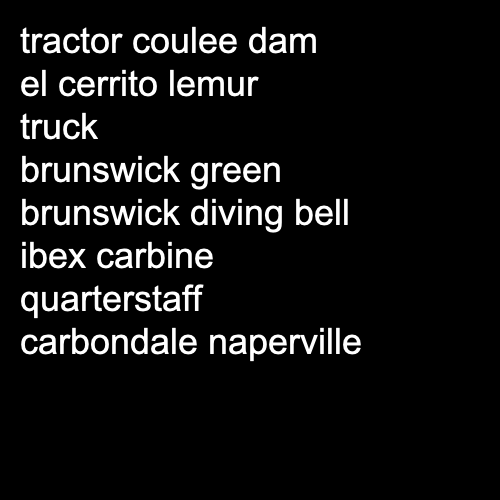 tractor coulee dam
el cerrito lemur
truck
brunswick green
brunswick diving bell
ibex carbine
quarterstaff
carbondale naperville